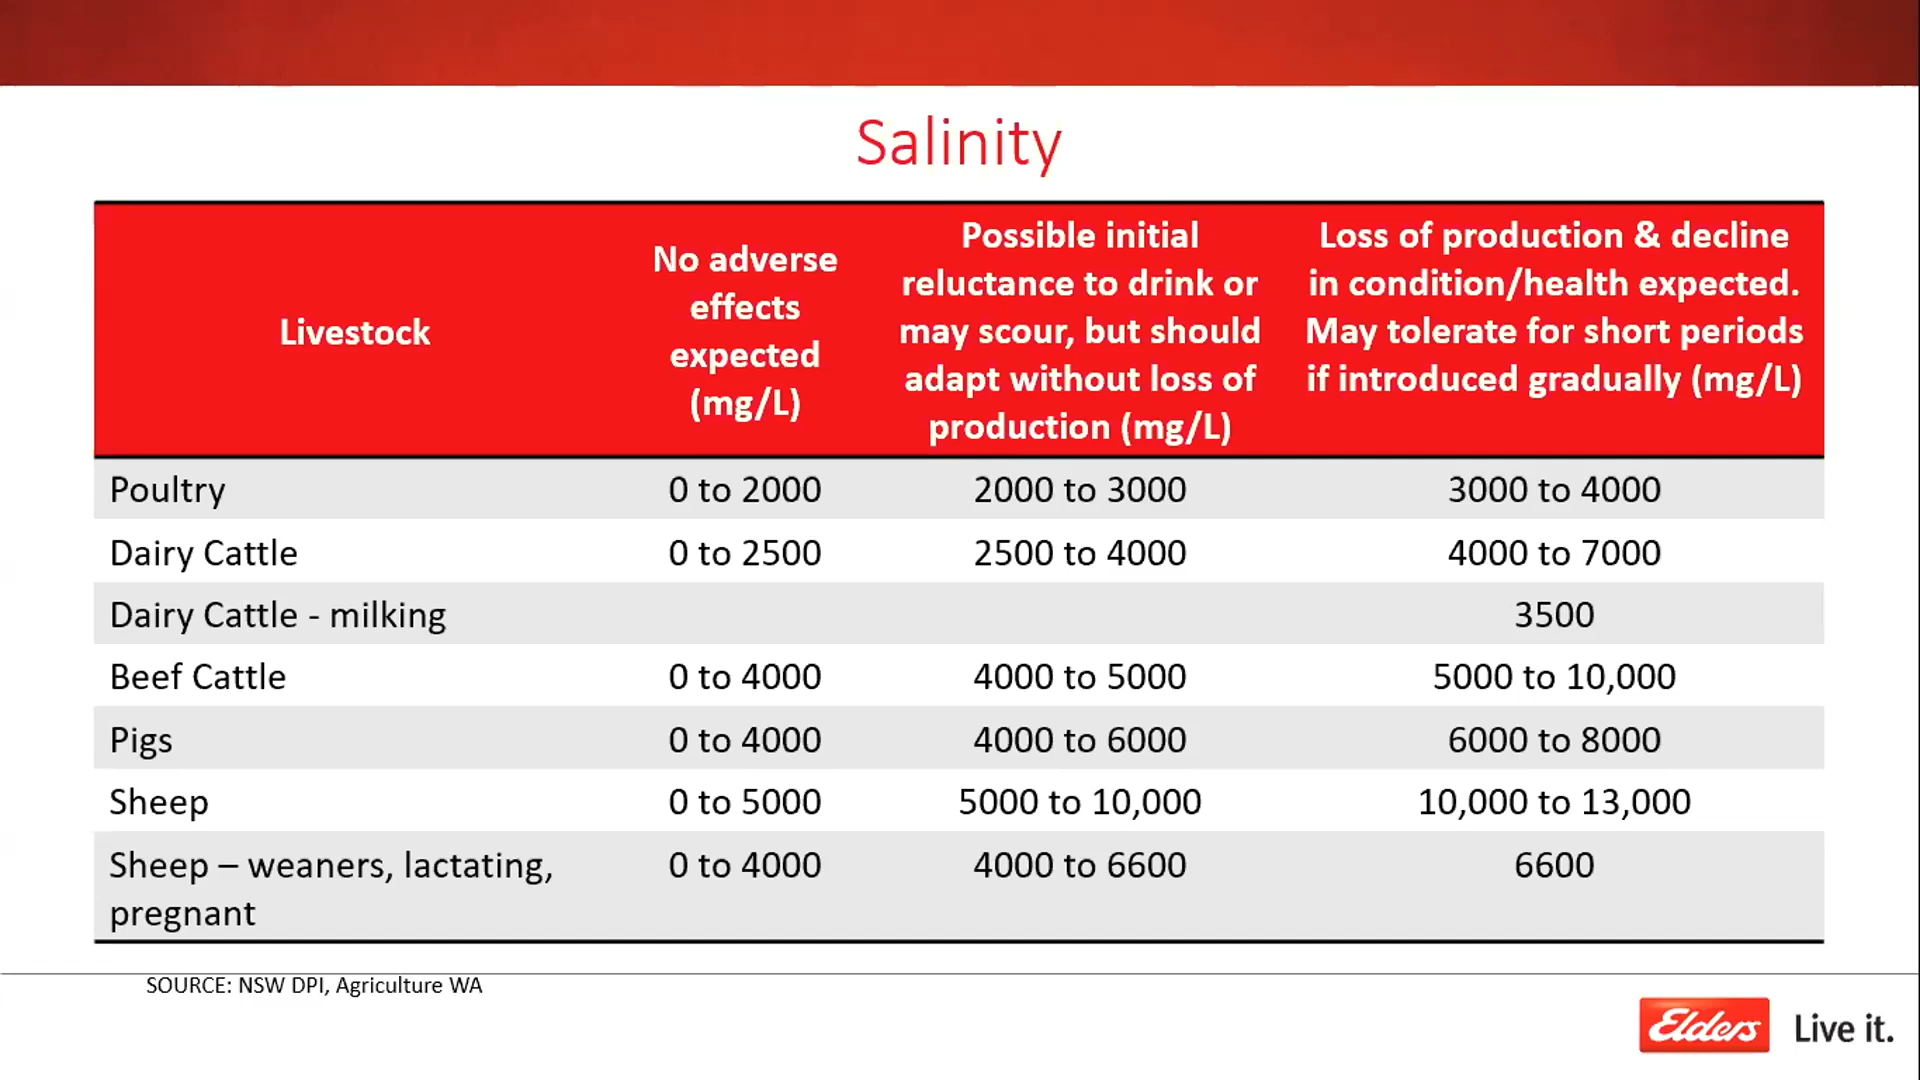 Salinity
Livestock
No adverse
effects
expected
(mg/L)
Possible initial
reluctance to drink or
may scour, but should
adapt without loss of
production (mg/L)
Loss of production & decline
in condition/health expected.
May tolerate for short periods
if introduced gradually (mg/L)
Poultry 0 to 2000 2000 to 3000 3000 to 4000
Dairy Cattle 0 to 2500 2500 to 4000 4000 to 7000
Dairy Cattle - milking 3500
Beef Cattle 0 to 4000 4000 to 5000 5000 to 10,000
Pigs 0 to 4000 4000 to 6000 6000 to 8000
Sheep 0 to 5000 5000 to 10,000 10,000 to 13,000
Sheep – weaners, lactating, 0 to 4000 4000 to 6600 6600
pregnant
SOURCE: NSW DPI, Agriculture WA
Elders Live it.